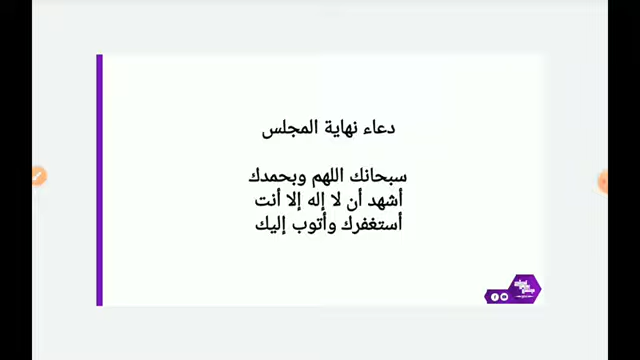 دعاء نهاية المجلس
سبحانك اللهم وبحمدك
أشهد أن لا إله إلا أنت
أستغفرك وأتوب إليك